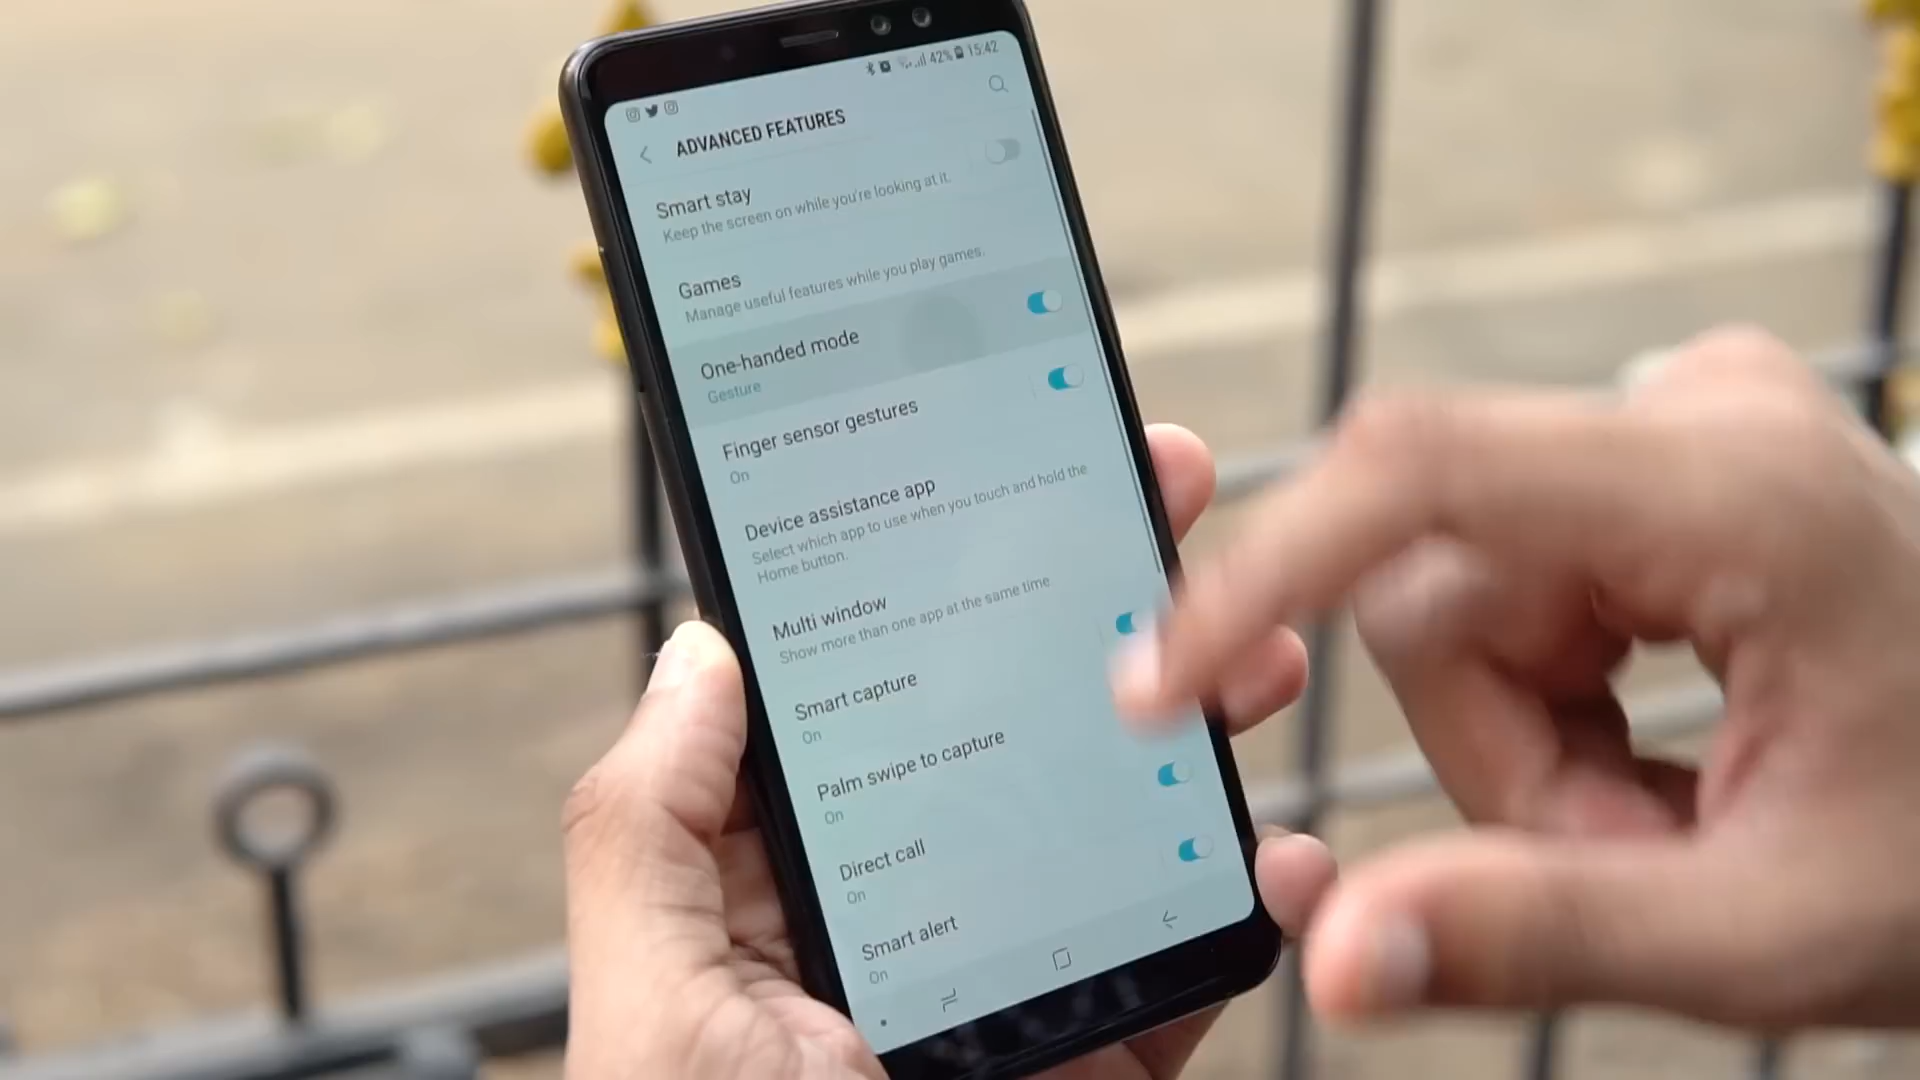 42% 15:42
ADVANCED FEATURES
Smart stay
Keep the screen on while you're looking at it.
Games
Manage useful features while you play games.
One-handed mode
Gesture
Finger sensor gestures
On
Device assistance app
Select which app to use when you touch and hold the
Home button.
Multi window
Show more than one app at the same time
Smart capture
On
Palm swipe to capture
On
Direct call
On
Smart alert
On